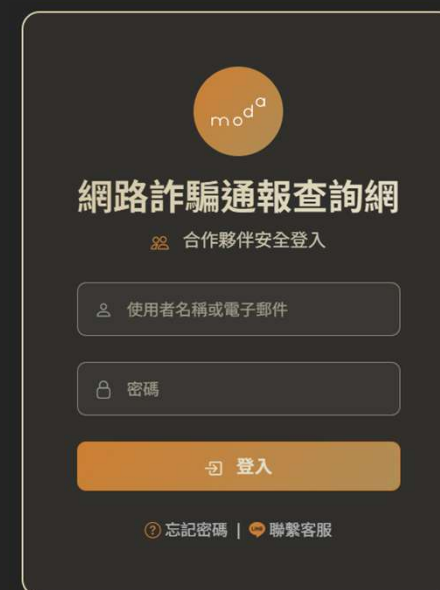 moda
網路詐騙通報查詢網
合作夥伴安全登入
使用者名稱或電子郵件
密碼
登入
忘記密碼 | LINE 聯繫客服